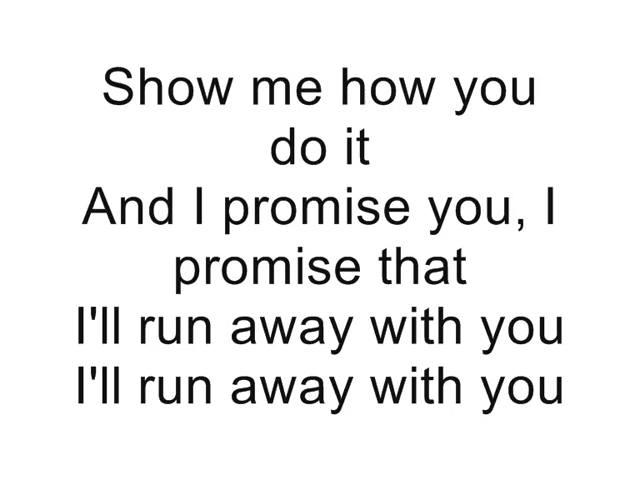 Show me how you
do it
And I promise you, I
promise that
I'll run away with you
I'll run away with you